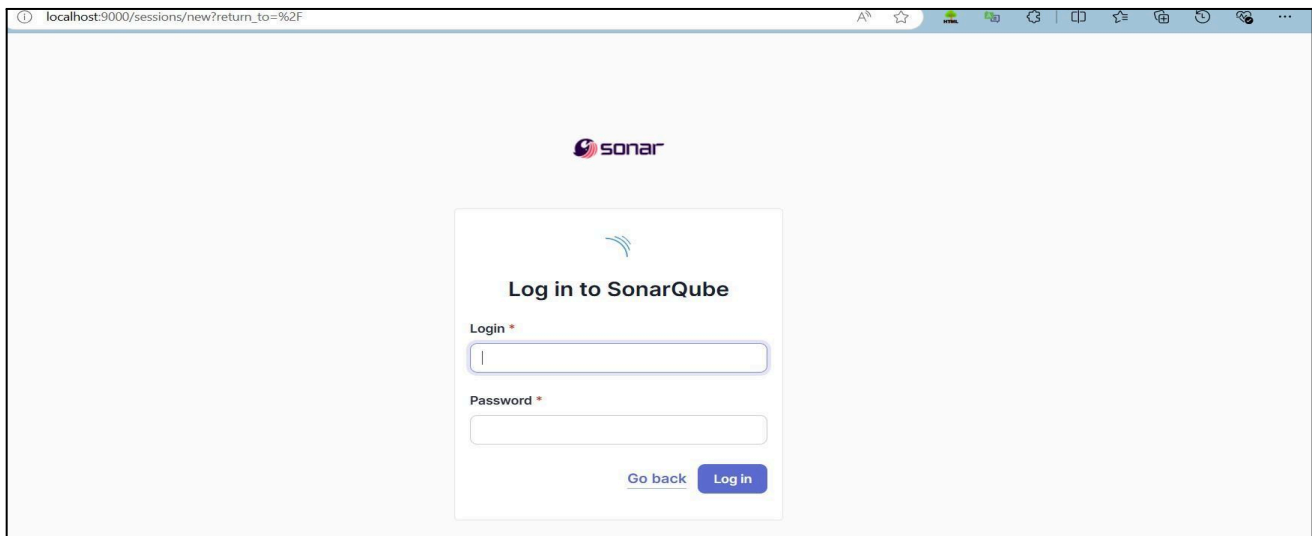 localhost:9000/sessions/new?return_to=%2F
sonar
Log in to SonarQube
Login *
Password *
Go back Log in